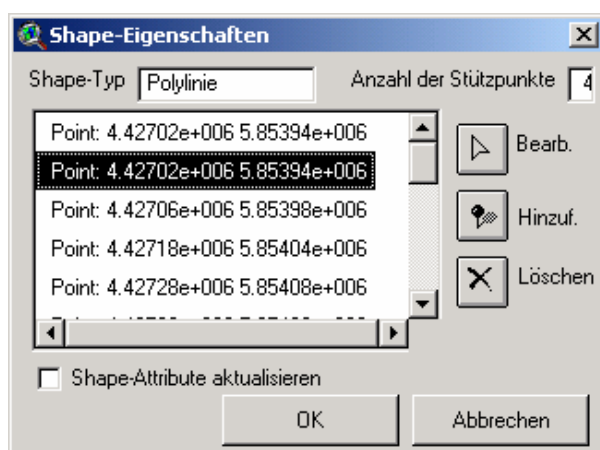 Shape-Eigenschaften
Shape-Typ Polylinie Anzahl der Stützpunkte 4
Point: 4.42702e+006 5.85394e+006
Point: 4.42702e+006 5.85394e+006
Point: 4.42706e+006 5.85398e+006
Point: 4.42718e+006 5.85404e+006
Point: 4.42728e+006 5.85408e+006
Bearb.
Hinzuf.
Löschen
Shape-Attribute aktualisieren
OK Abbrechen